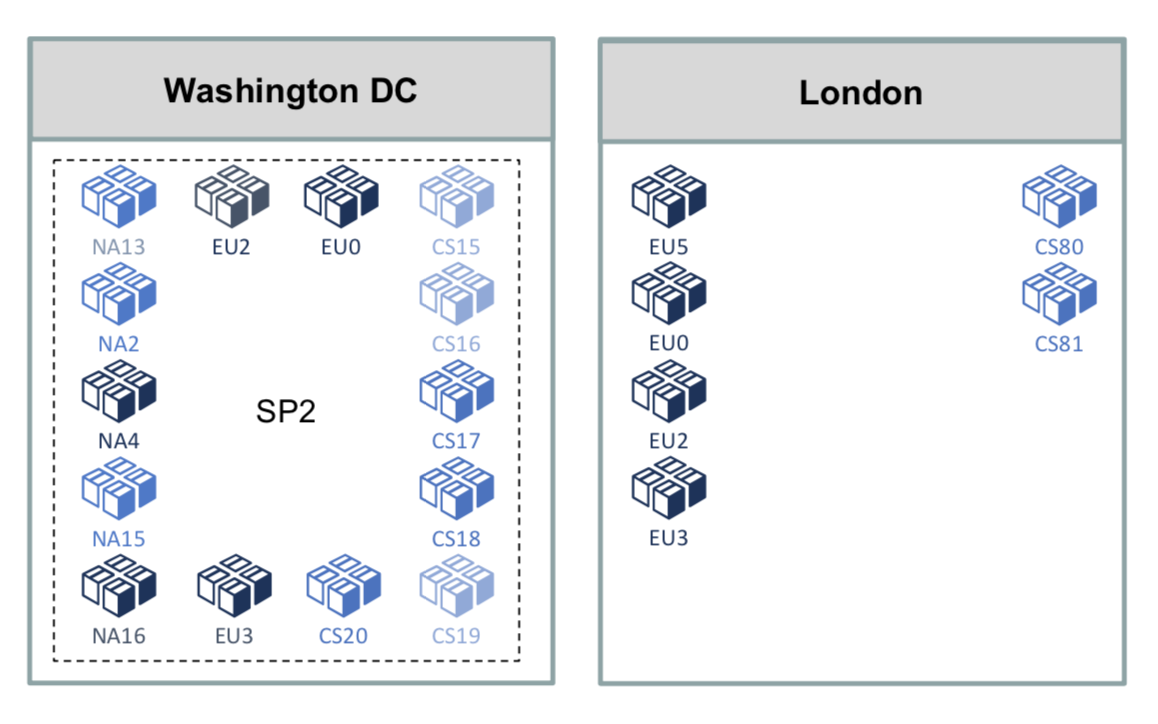 Washington DC
London
NA13 EU2 EU0 CS15
NA2 CS16
NA4 SP2 CS17
NA15 CS18
NA16 EU3 CS20 CS19
EU5 CS80
EU0 CS81
EU2
EU3